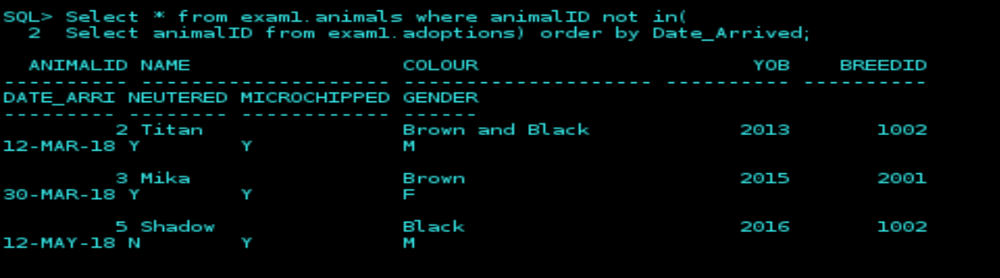 SQL> Select * from exam1.animals where animalID not in(
  2  Select animalID from exam1.adoptions) order by Date_Arrived;
  ANIMALID NAME                 COLOUR                      YOB    BREEDID
---------- -------------------- -------------------- ---------- ----------
DATE_ARRI NEUTERED MICROCHIPPED GENDER
--------- -------- ------------ ------
         2 Titan                Brown and Black            2013       1002
12-MAR-18 Y        Y            M
         3 Mika                 Brown                      2015       2001
30-MAR-18 Y        Y            F
         5 Shadow               Black                      2016       1002
12-MAY-18 N        Y            M